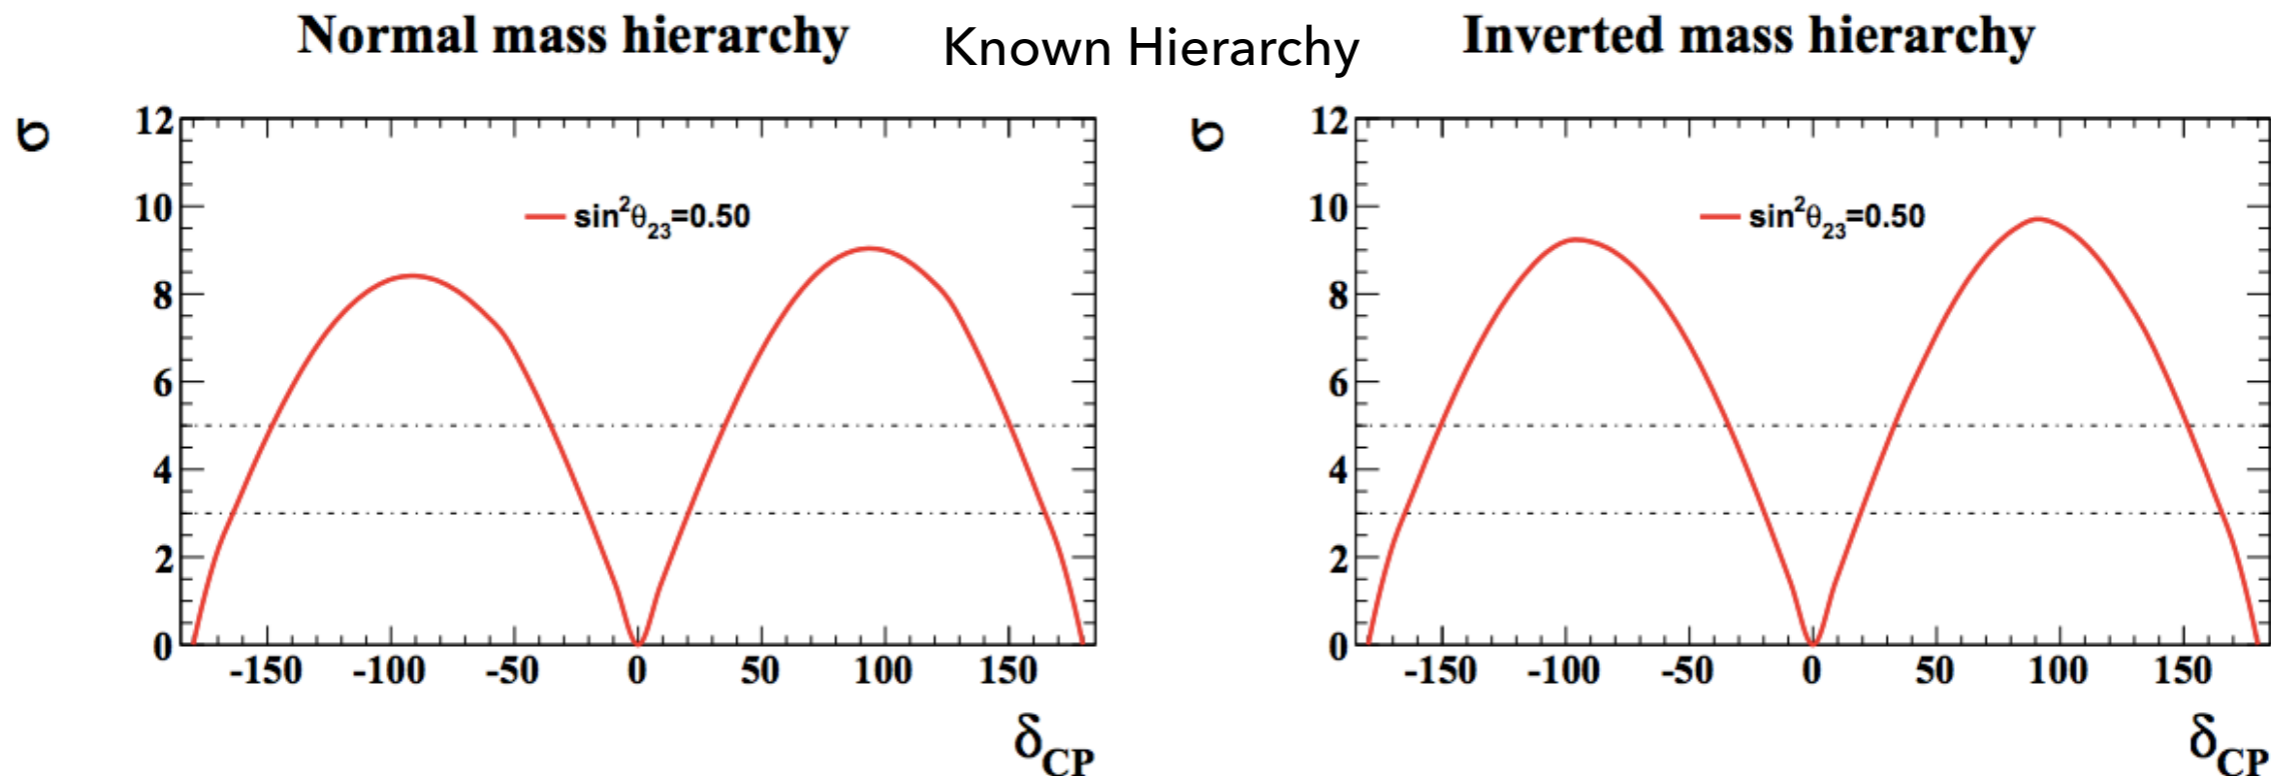 Normal mass hierarchy
Known Hierarchy
Inverted mass hierarchy
σ
12
10
8
6
4
2
0
sin²θ₂₃=0.50
-150 -100 -50 0 50 100 150
δCP
σ
12
10
8
6
4
2
0
sin²θ₂₃=0.50
-150 -100 -50 0 50 100 150
δCP